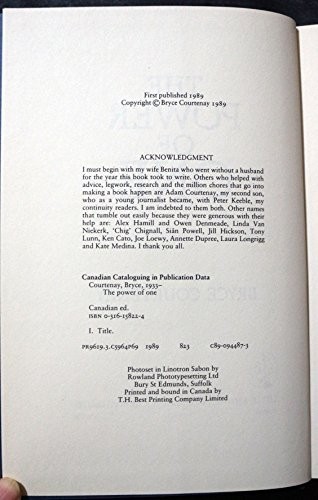 First published 1989
Copyright © Bryce Courtenay 1989
ACKNOWLEDGMENT
I must begin with my wife Benita who went without a husband for
the year this book took to write. Others who helped with
advice, legwork, research and the million chores that go into
making a book happen are Adam Courtenay, my second son,
who as a young journalist became, with Peter Keeble, my
continuity readers. I am indebted to them both. Other names
that tumble out easily because they were generous with their
help are: Alex Hamill and Owen Denmeade, Linda Van
Niekerk, 'Chig' Chignall, Siân Powell, Jill Hickson, Tony
Lunn, Ken Cato, Joe Loewy, Annette Dupree, Laura Longrigg
and Kate Medina. I thank you all.
Canadian Cataloguing in Publication Data
Courtenay, Bryce, 1933–
The power of one
Canadian ed.
ISBN 0-316-15822-4
I. Title.
PR9619.3.C5964P69 1989 823 C89-094487-3
Photoset in Linotron Sabon by
Rowland Phototypesetting Ltd
Bury St Edmunds, Suffolk
Printed and bound in Canada by
T.H. Best Printing Company Limited